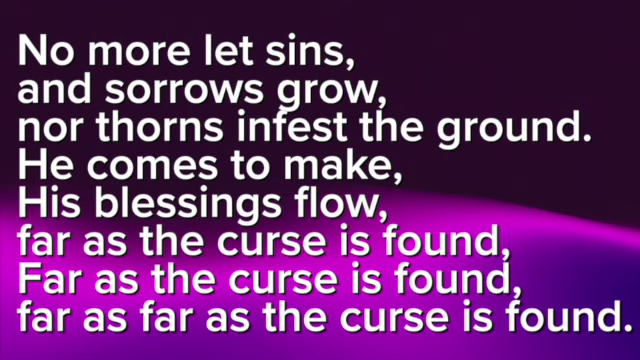 No more let sins,
and sorrows grow,
nor thorns infest the ground.
He comes to make,
His blessings flow,
far as the curse is found,
Far as the curse is found,
far as far as the curse is found.